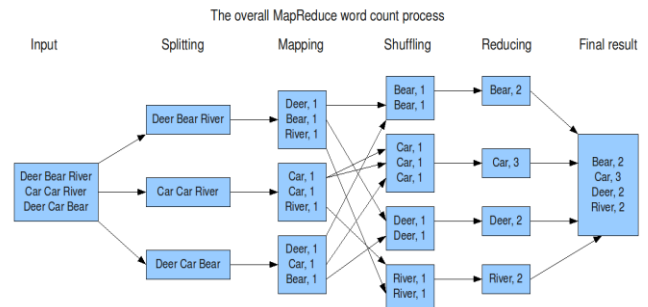 The overall MapReduce word count process
Input
Splitting
Mapping
Shuffling
Reducing
Final result
Deer Bear River
Car Car River
Deer Car Bear
Deer Bear River
Car Car River
Deer Car Bear
Deer, 1
Bear, 1
River, 1
Car, 1
Car, 1
River, 1
Deer, 1
Car, 1
Bear, 1
Bear, 1
Bear, 1
Car, 1
Car, 1
Car, 1
Deer, 1
Deer, 1
River, 1
River, 1
Bear, 2
Car, 3
Deer, 2
River, 2
Bear, 2
Car, 3
Deer, 2
River, 2